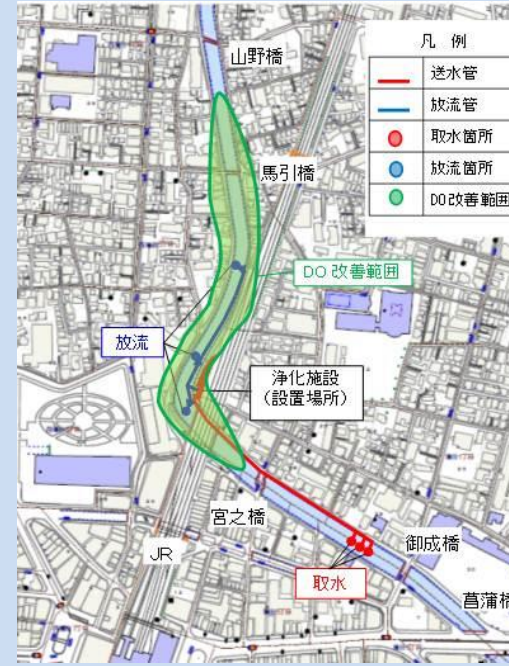 山野橋
凡 例
送水管
放流管
取水箇所
放流箇所
DO改善範囲
馬引橋
DO 改善範囲
放流
浄化施設
(設置場所)
宮之橋
御成橋
JR
取水
菖蒲橋